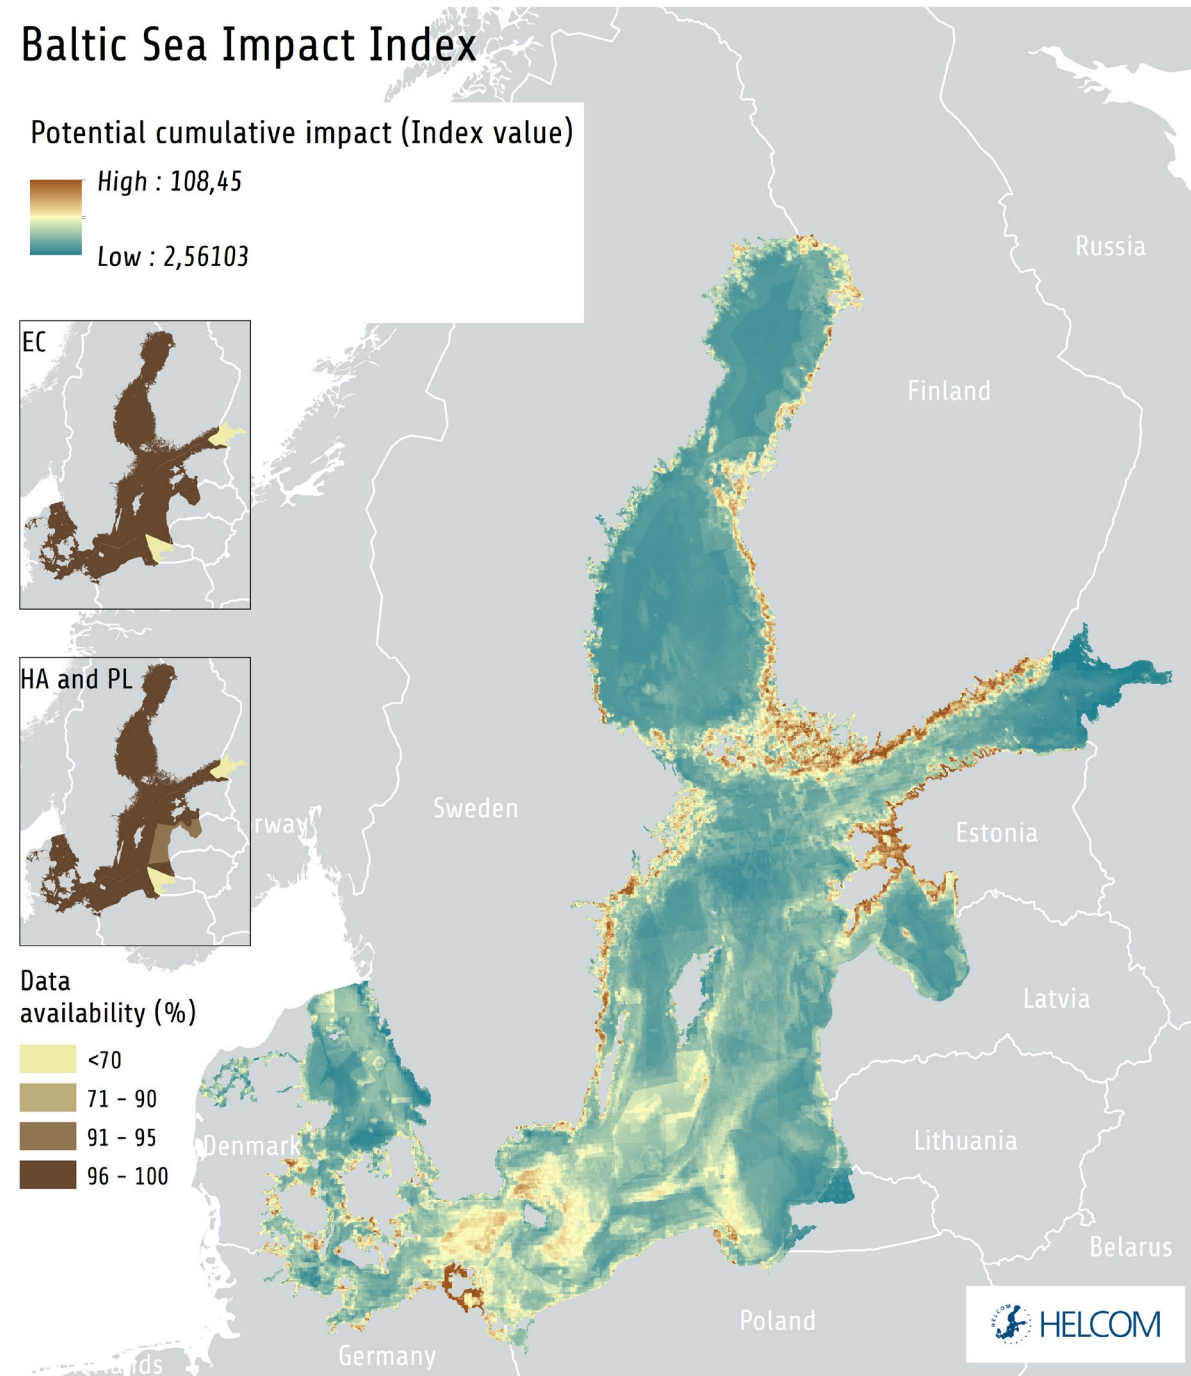 Baltic Sea Impact Index
Potential cumulative impact (Index value)
High : 108,45
Low : 2,56103
EC
HA and PL
Data
availability (%)
<70
71 - 90
91 - 95
96 - 100
Russia
Finland
Sweden
rway
Estonia
Latvia
Denmark
Lithuania
Belarus
Poland
Germany
HELCOM